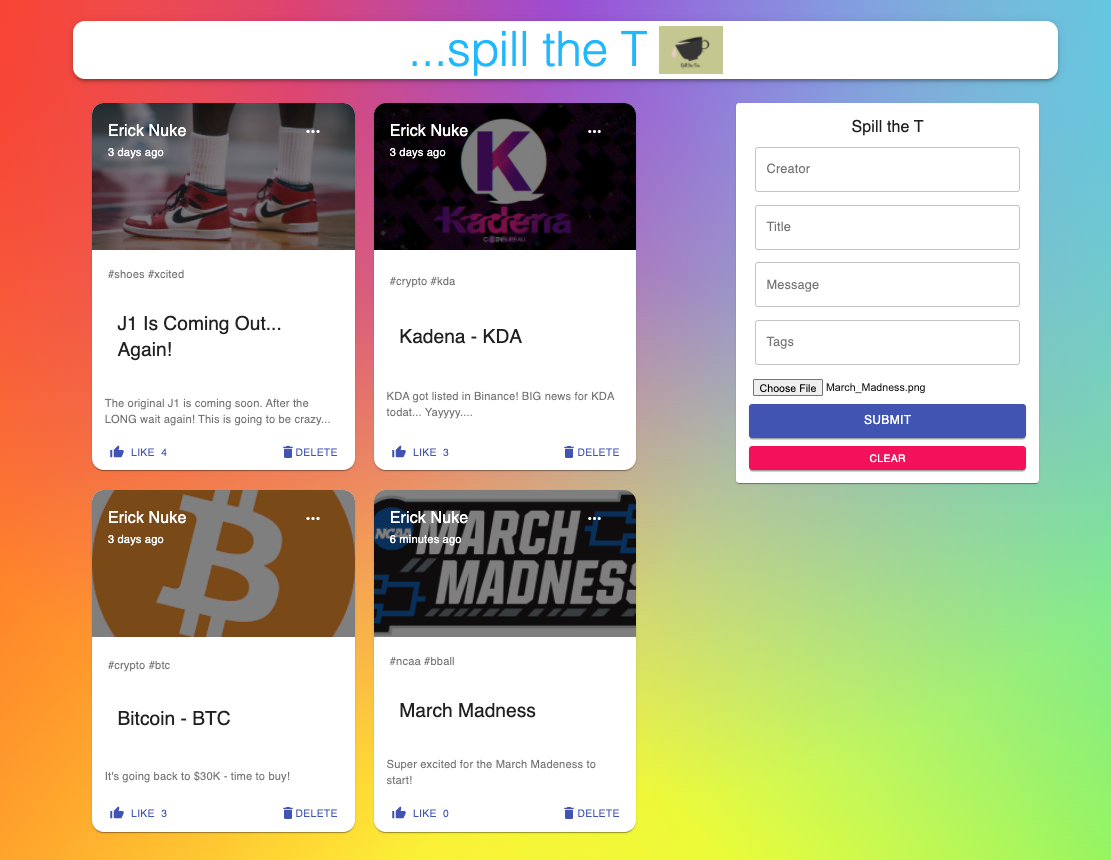 ...spill the T
Erick Nuke
3 days ago
#shoes #xcited
J1 Is Coming Out...
Again!
The original J1 is coming soon. After the
LONG wait again! This is going to be crazy...
LIKE 4
DELETE
Erick Nuke
3 days ago
K
Kadena
COINBUREAU
#crypto #kda
Kadena - KDA
KDA got listed in Binance! BIG news for KDA
todat... Yayyyy....
LIKE 3
DELETE
Erick Nuke
3 days ago
#crypto #btc
Bitcoin - BTC
It's going back to $30K - time to buy!
LIKE 3
DELETE
Erick Nuke
6 minutes ago
NCAA
MARCH
MADNESS
#ncaa #bball
March Madness
Super excited for the March Madeness to
start!
LIKE 0
DELETE
Spill the T
Creator
Title
Message
Tags
Choose File March_Madness.png
SUBMIT
CLEAR